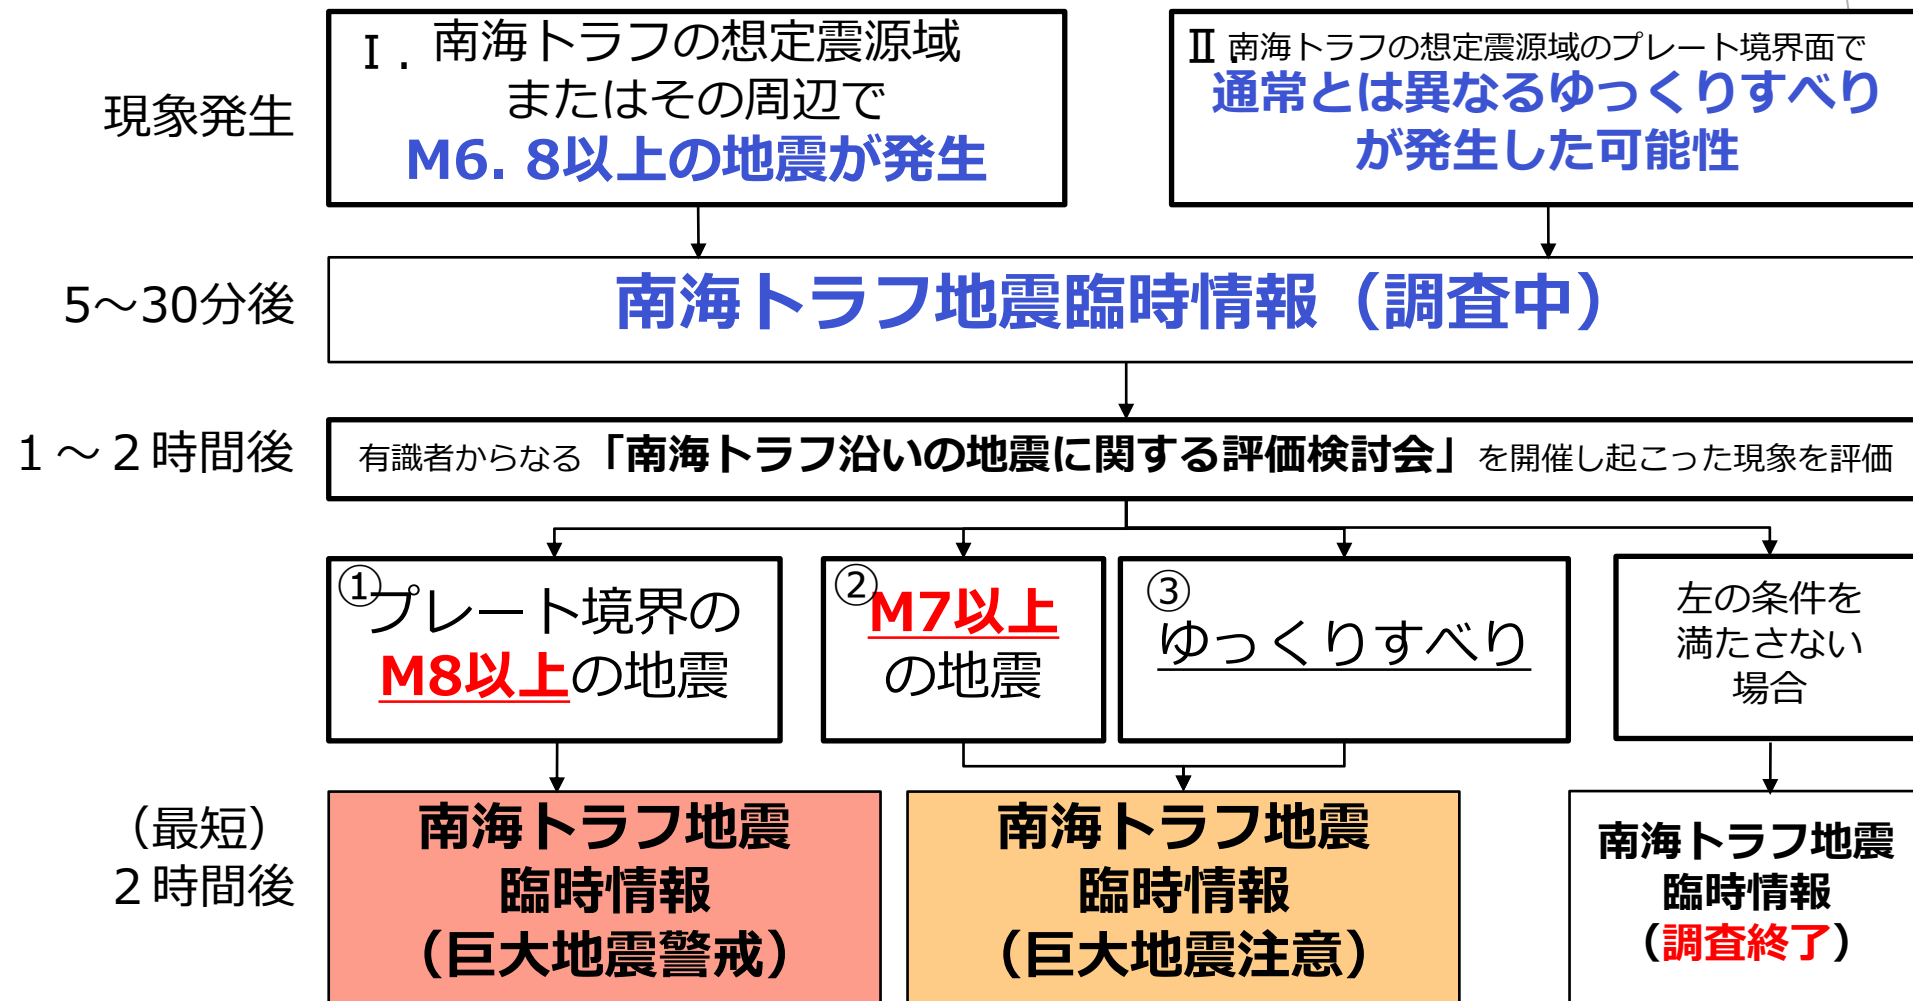 現象発生
Ⅰ．南海トラフの想定震源域
またはその周辺で
M6. 8以上の地震が発生
Ⅱ．南海トラフの想定震源域のプレート境界面で
通常とは異なるゆっくりすべり
が発生した可能性
5～30分後
南海トラフ地震臨時情報（調査中）
１～２時間後
有識者からなる「南海トラフ沿いの地震に関する評価検討会」を開催し起こった現象を評価
①プレート境界の
M8以上の地震
②M7以上
の地震
③
ゆっくりすべり
左の条件を
満たさない
場合
（最短）
２時間後
南海トラフ地震
臨時情報
（巨大地震警戒）
南海トラフ地震
臨時情報
（巨大地震注意）
南海トラフ地震
臨時情報
（調査終了）